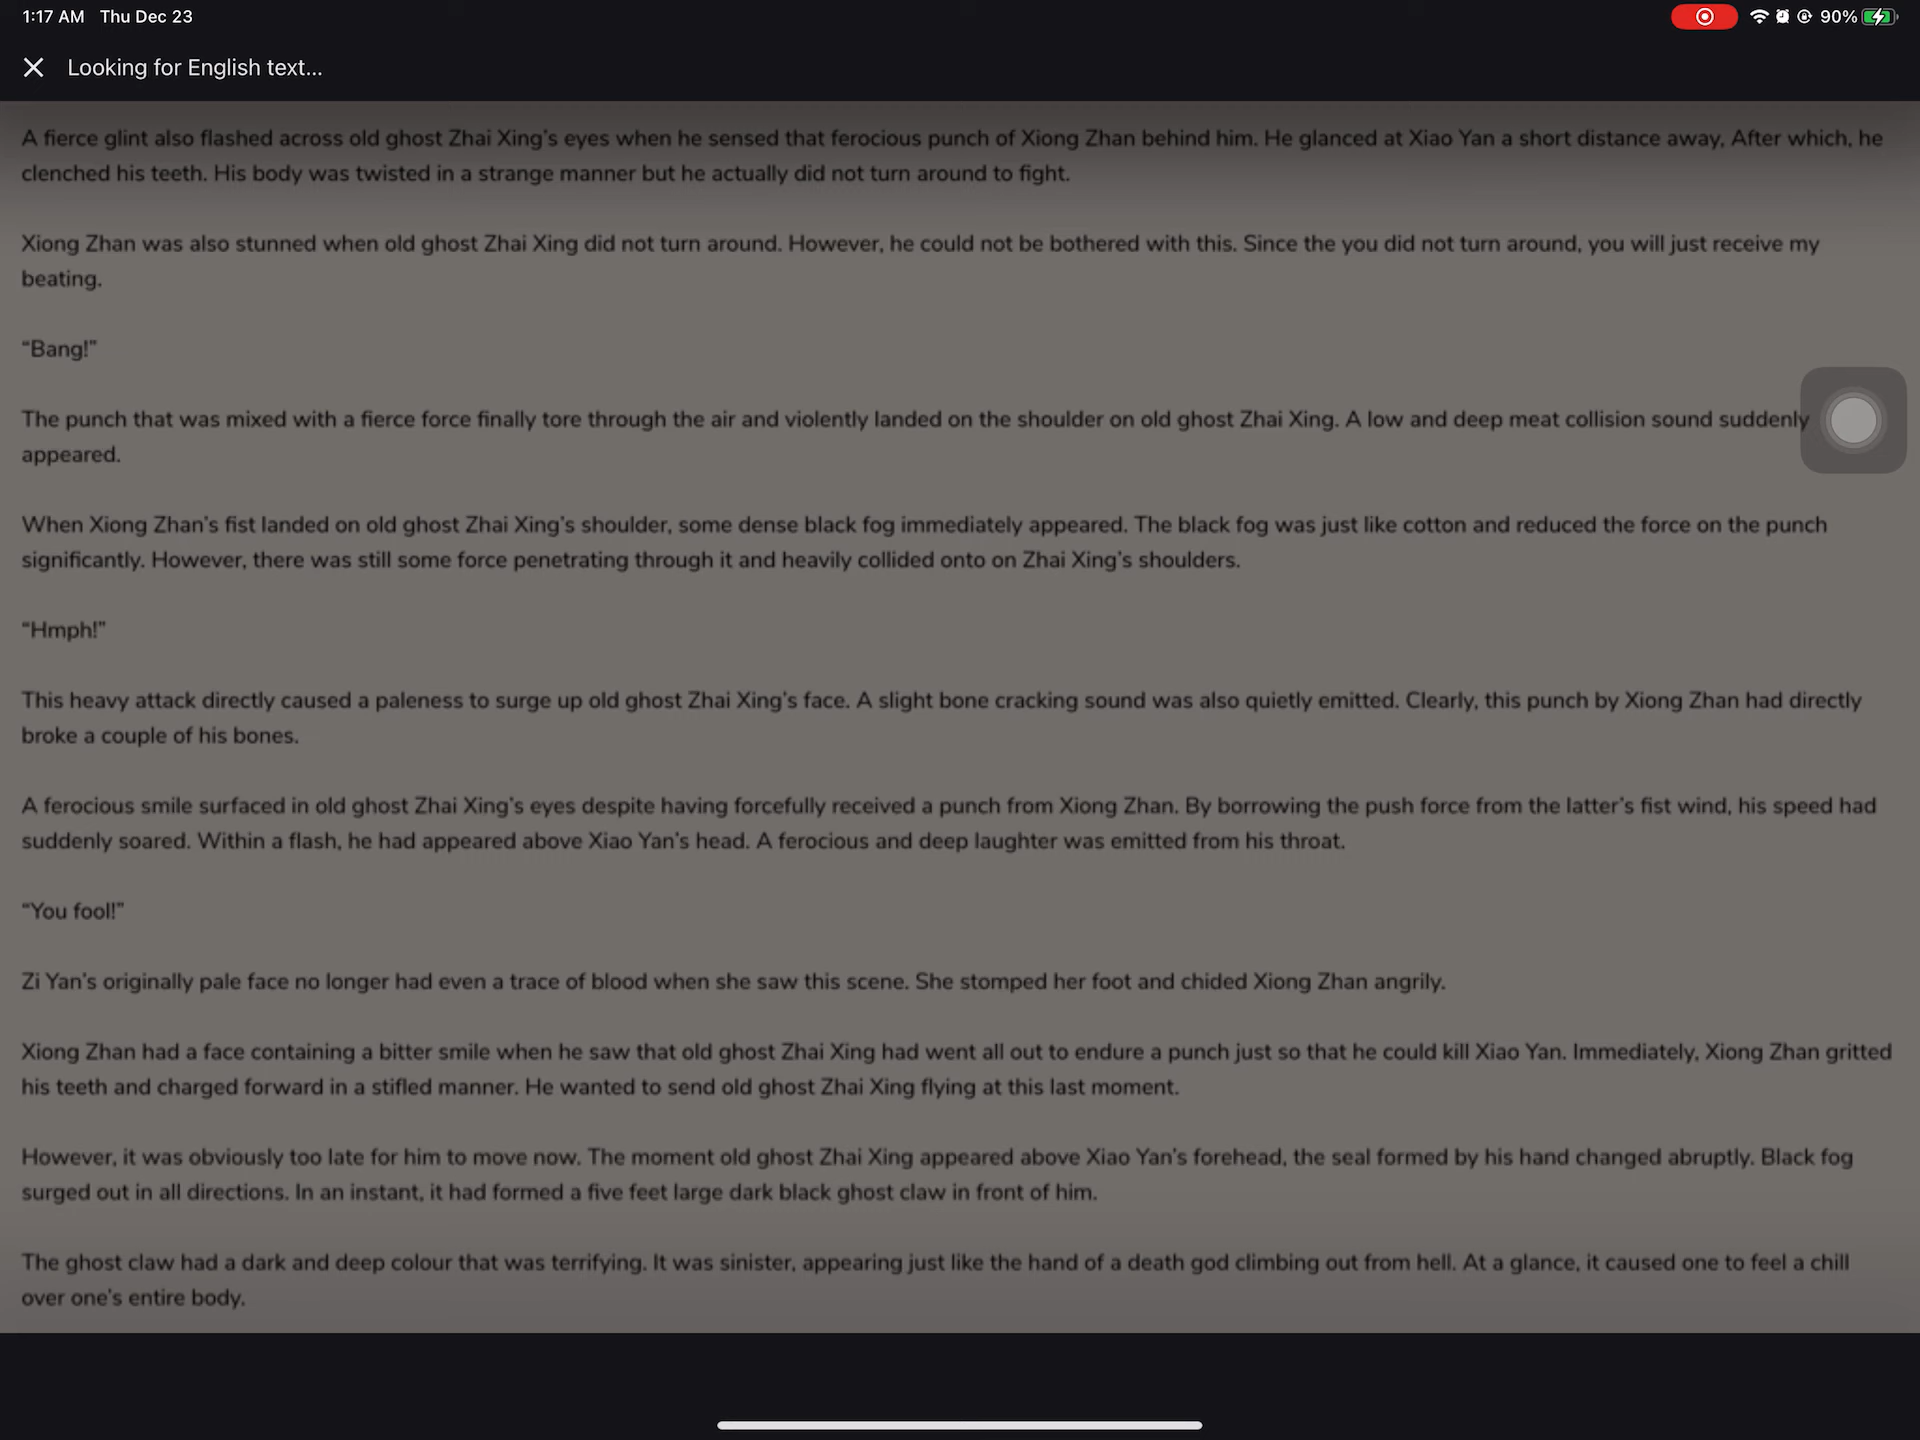 1:17 AM Thu Dec 23
90%
Looking for English text...
A fierce glint also flashed across old ghost Zhai Xing’s eyes when he sensed that ferocious punch of Xiong Zhan behind him. He glanced at Xiao Yan a short distance away, After which, he
clenched his teeth. His body was twisted in a strange manner but he actually did not turn around to fight.
Xiong Zhan was also stunned when old ghost Zhai Xing did not turn around. However, he could not be bothered with this. Since the you did not turn around, you will just receive my
beating.
“Bang!”
The punch that was mixed with a fierce force finally tore through the air and violently landed on the shoulder on old ghost Zhai Xing. A low and deep meat collision sound suddenly
appeared.
When Xiong Zhan’s fist landed on old ghost Zhai Xing’s shoulder, some dense black fog immediately appeared. The black fog was just like cotton and reduced the force on the punch
significantly. However, there was still some force penetrating through it and heavily collided onto on Zhai Xing’s shoulders.
“Hmph!”
This heavy attack directly caused a paleness to surge up old ghost Zhai Xing’s face. A slight bone cracking sound was also quietly emitted. Clearly, this punch by Xiong Zhan had directly
broke a couple of his bones.
A ferocious smile surfaced in old ghost Zhai Xing’s eyes despite having forcefully received a punch from Xiong Zhan. By borrowing the push force from the latter’s fist wind, his speed had
suddenly soared. Within a flash, he had appeared above Xiao Yan’s head. A ferocious and deep laughter was emitted from his throat.
“You fool!”
Zi Yan’s originally pale face no longer had even a trace of blood when she saw this scene. She stomped her foot and chided Xiong Zhan angrily.
Xiong Zhan had a face containing a bitter smile when he saw that old ghost Zhai Xing had went all out to endure a punch just so that he could kill Xiao Yan. Immediately, Xiong Zhan gritted
his teeth and charged forward in a stifled manner. He wanted to send old ghost Zhai Xing flying at this last moment.
However, it was obviously too late for him to move now. The moment old ghost Zhai Xing appeared above Xiao Yan’s forehead, the seal formed by his hand changed abruptly. Black fog
surged out in all directions. In an instant, it had formed a five feet large dark black ghost claw in front of him.
The ghost claw had a dark and deep colour that was terrifying. It was sinister, appearing just like the hand of a death god climbing out from hell. At a glance, it caused one to feel a chill
over one’s entire body.